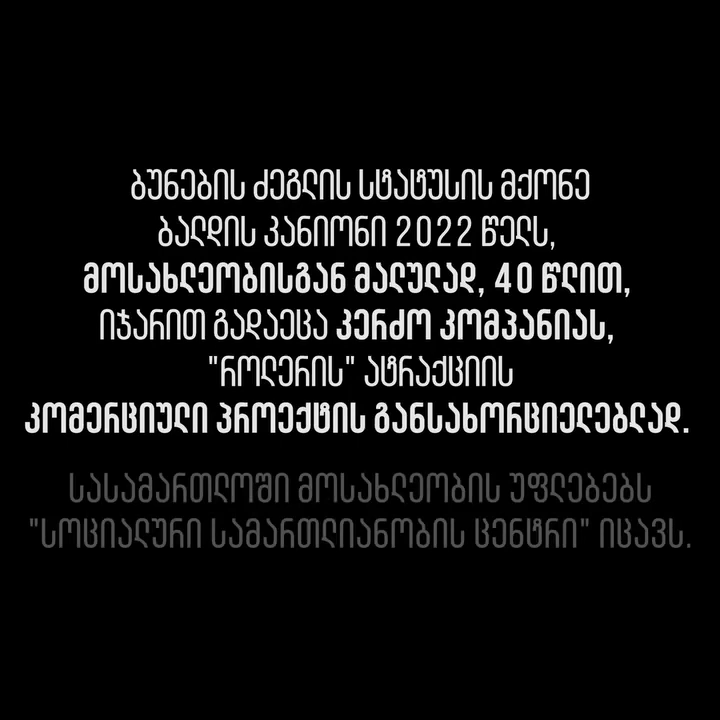 ბუნების ძეგლის სტატუსის მქონე
ბალდის კანიონი 2022 წელს,
მოსახლეობისგან მალულად, 40 წლით,
იჯარით გადაეცა კერძო კომპანიას,
"როლერის" ატრაქციის
კომერციული პროექტის განსახორციელებლად.
სასამართლოში მოსახლეობის უფლებებს
"სოციალური სამართლიანობის ცენტრი" იცავს.